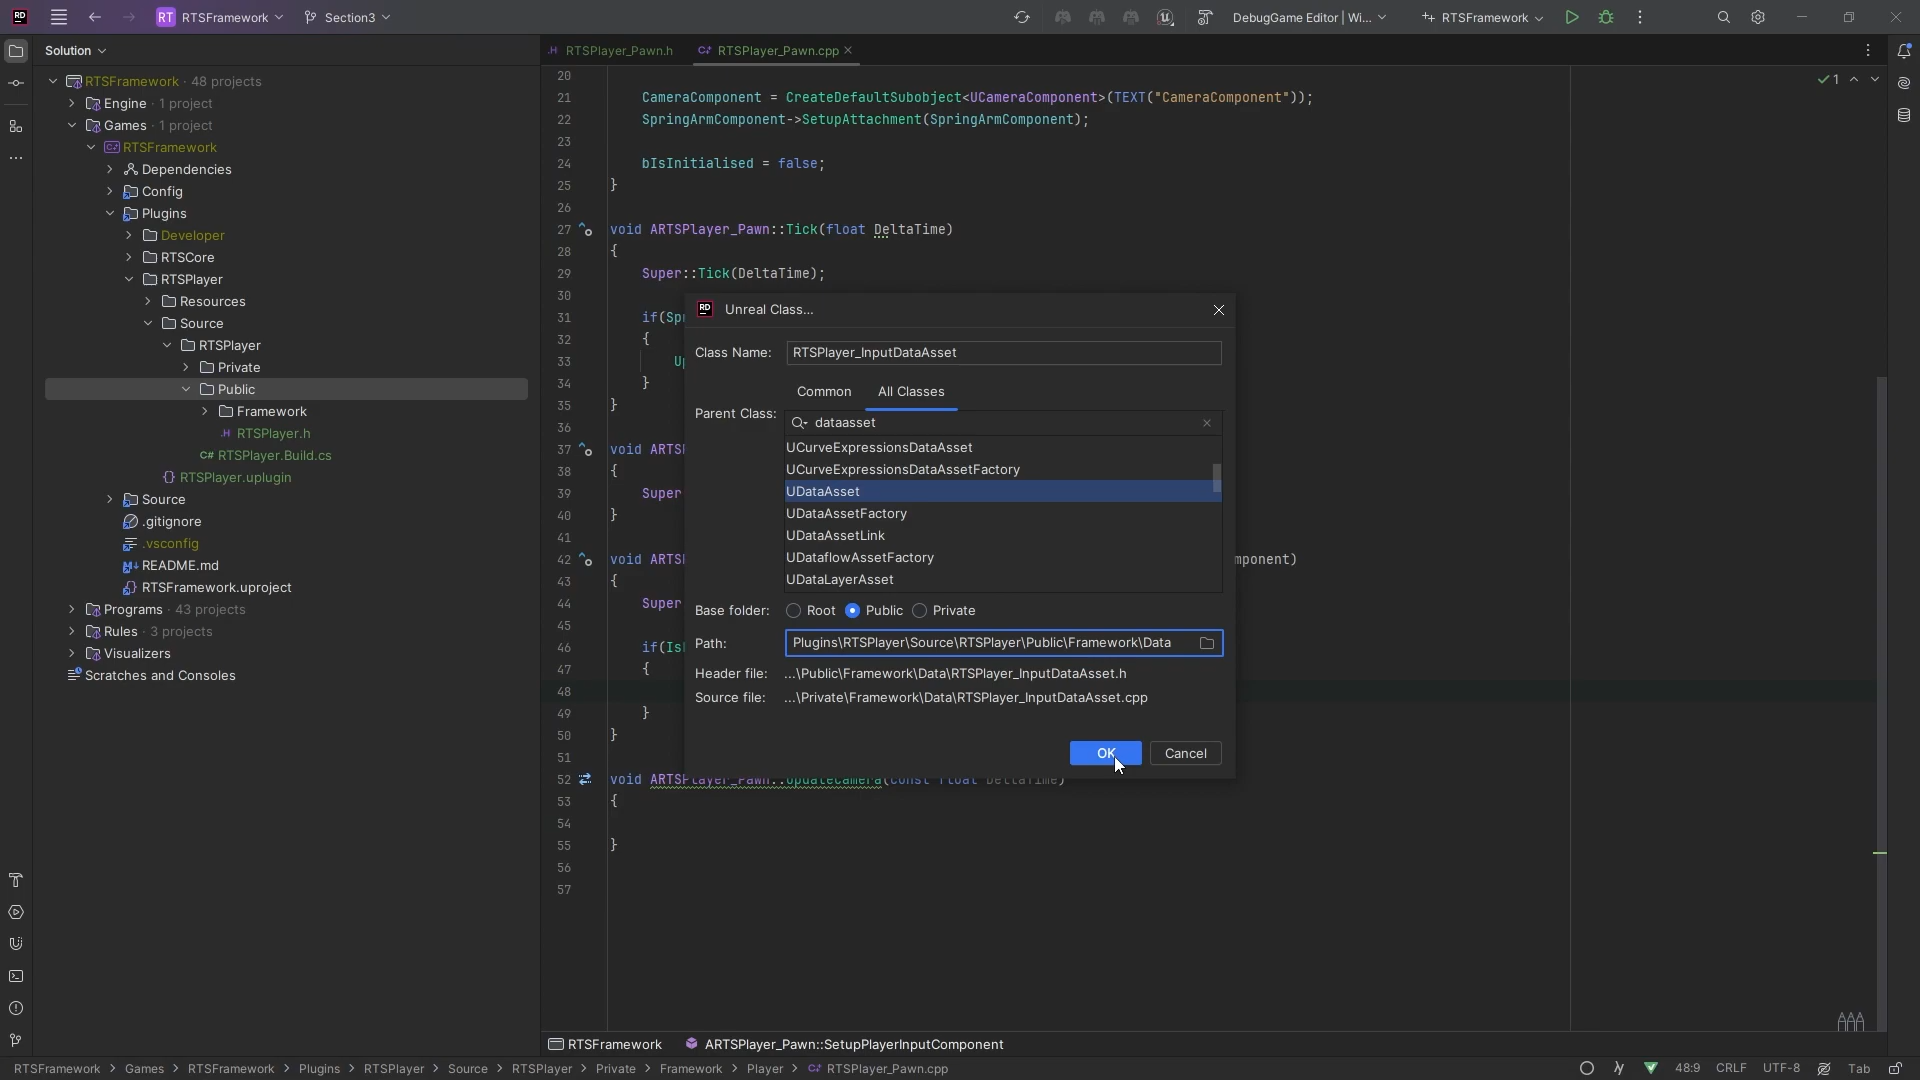 RD
RT RTSFramework
Section3
DebugGame Editor | Wi...
RTSFramework
Solution
RTSFramework · 48 projects
Engine · 1 project
Games · 1 project
RTSFramework
Dependencies
Config
Plugins
Developer
RTSCore
RTSPlayer
Resources
Source
RTSPlayer
Private
Public
Framework
.H RTSPlayer.h
C# RTSPlayer.Build.cs
{} RTSPlayer.uplugin
Source
.gitignore
.vsconfig
M↓ README.md
RTSFramework.uproject
Programs · 43 projects
Rules · 3 projects
Visualizers
Scratches and Consoles
.H RTSPlayer_Pawn.h
C+ RTSPlayer_Pawn.cpp
1
20
21 CameraComponent = CreateDefaultSubobject<UCameraComponent>(TEXT("CameraComponent"));
22 SpringArmComponent->SetupAttachment(SpringArmComponent);
23
24 bIsInitialised = false;
25 }
26
27 void ARTSPlayer_Pawn::Tick(float DeltaTime)
28 {
29 Super::Tick(DeltaTime);
30
31 if(Spr
32 {
33 Up
34 }
35 }
36
37 void ARTS
38 {
39 Super
40 }
41
42 void ARTS mponent)
43 {
44 Super
45
46 if(Is
47 {
48
49 }
50 }
51
52 void ARTSPlayer_Pawn::UpdateCamera(const float DeltaTime)
53 {
54
55 }
56
57
RD Unreal Class...
Class Name: RTSPlayer_InputDataAsset
Common All Classes
Parent Class: dataasset
UCurveExpressionsDataAsset
UCurveExpressionsDataAssetFactory
UDataAsset
UDataAssetFactory
UDataAssetLink
UDataflowAssetFactory
UDataLayerAsset
Base folder: Root Public Private
Path: Plugins\RTSPlayer\Source\RTSPlayer\Public\Framework\Data
Header file: ...\Public\Framework\Data\RTSPlayer_InputDataAsset.h
Source file: ...\Private\Framework\Data\RTSPlayer_InputDataAsset.cpp
OK Cancel
RTSFramework ARTSPlayer_Pawn::SetupPlayerInputComponent
RTSFramework > Games > RTSFramework > Plugins > RTSPlayer > Source > RTSPlayer > Private > Framework > Player > C+ RTSPlayer_Pawn.cpp
48:9 CRLF UTF-8 Tab